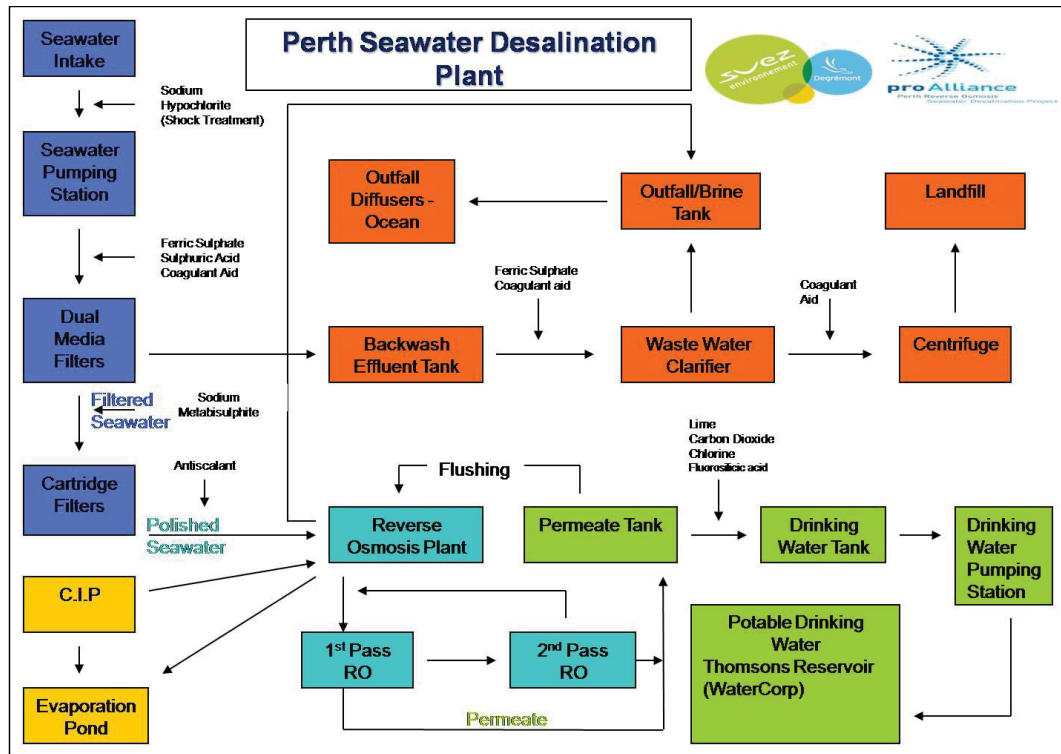 Perth Seawater Desalination
Plant
suez
environnement
Degrémont
proAlliance
Perth Reverse Osmosis
Seawater Desalination Project
Seawater
Intake
Sodium
Hypochlorite
(Shock Treatment)
Seawater
Pumping
Station
Outfall
Diffusers -
Ocean
Outfall/Brine
Tank
Landfill
Ferric Sulphate
Sulphuric Acid
Coagulant Aid
Ferric Sulphate
Coagulant aid
Coagulant
Aid
Dual
Media
Filters
Backwash
Effluent Tank
Waste Water
Clarifier
Centrifuge
Filtered
Seawater
Sodium
Metabisulphite
Lime
Carbon Dioxide
Chlorine
Fluorosilicic acid
Cartridge
Filters
Antiscalant
Flushing
Polished
Seawater
Reverse
Osmosis Plant
Permeate Tank
Drinking
Water Tank
Drinking
Water
Pumping
Station
C.I.P
1st Pass
RO
2nd Pass
RO
Potable Drinking
Water
Thomsons Reservoir
(WaterCorp)
Evaporation
Pond
Permeate